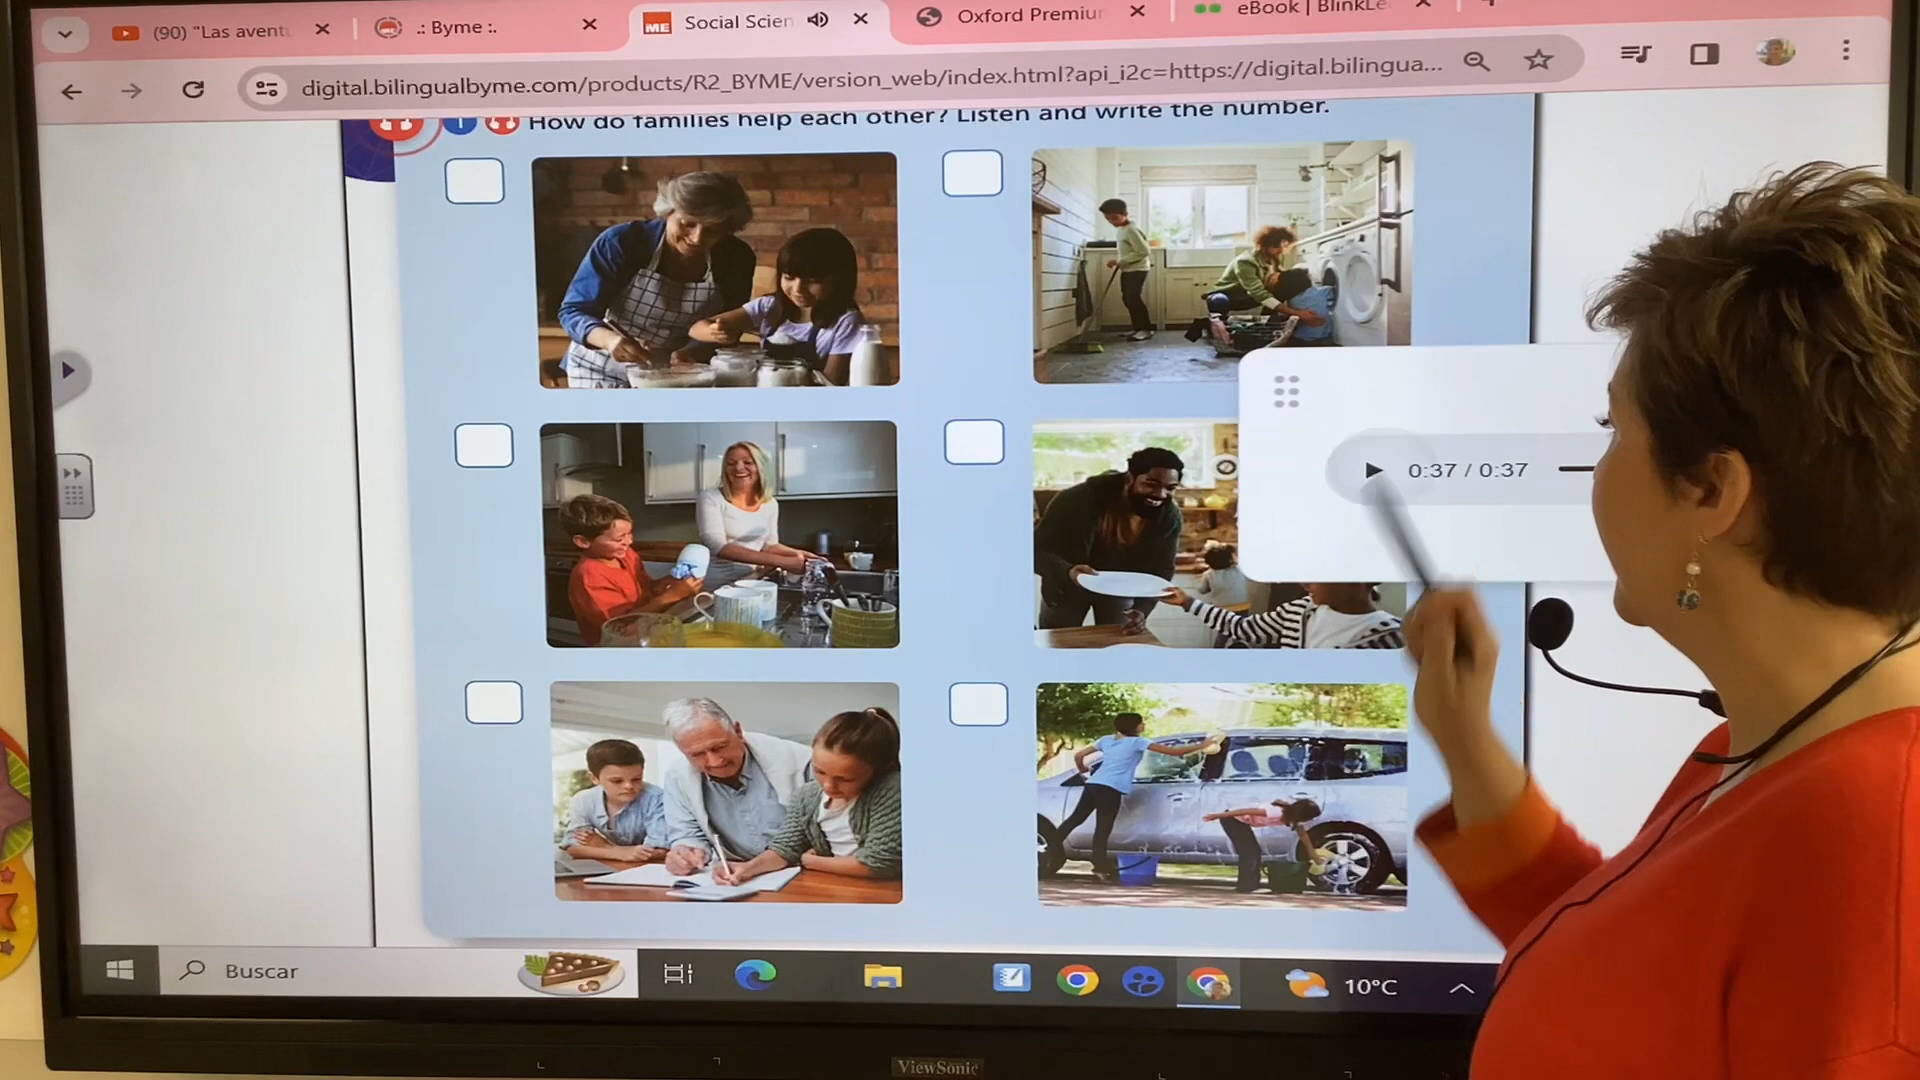 (90) "Las avent
.: Byme :.
ME
Social Scien
Oxford Premiur
eBook | BlinkLe
digital.bilingualbyme.com/products/R2_BYME/version_web/index.html?api_i2c=https://digital.bilingua...
1 How do families help each other? Listen and write the number.
0:37 / 0:37
Buscar
10°C
ViewSonic